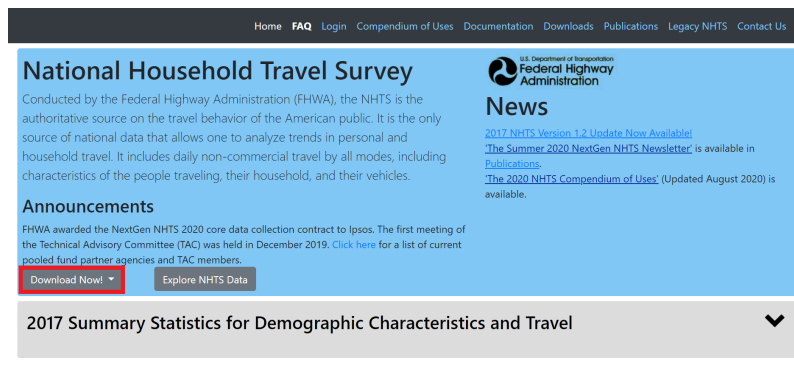 Home FAQ Login Compendium of Uses Documentation Downloads Publications Legacy NHTS Contact Us
National Household Travel Survey
Conducted by the Federal Highway Administration (FHWA), the NHTS is the
authoritative source on the travel behavior of the American public. It is the only
source of national data that allows one to analyze trends in personal and
household travel. It includes daily non-commercial travel by all modes, including
characteristics of the people traveling, their household, and their vehicles.
Announcements
FHWA awarded the NextGen NHTS 2020 core data collection contract to Ipsos. The first meeting of
the Technical Advisory Committee (TAC) was held in December 2019. Click here for a list of current
pooled fund partner agencies and TAC members.
Download Now!
Explore NHTS Data
U.S. Department of Transportation
Federal Highway
Administration
News
2017 NHTS Version 1.2 Update Now Available!
'The Summer 2020 NextGen NHTS Newsletter' is available in
Publications.
'The 2020 NHTS Compendium of Uses' (Updated August 2020) is
available.
2017 Summary Statistics for Demographic Characteristics and Travel